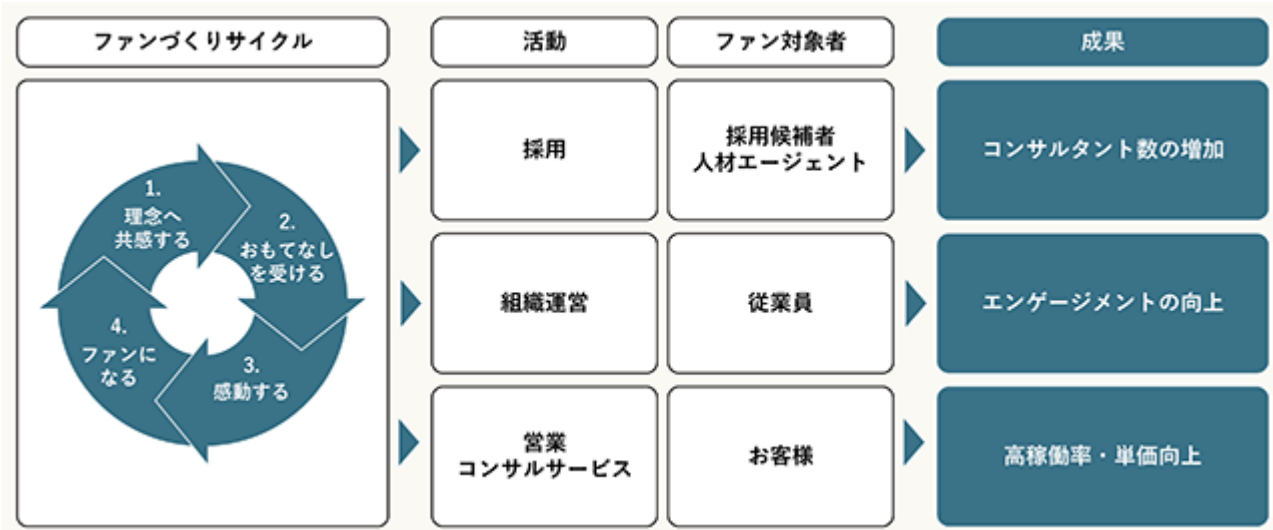 ファンづくりサイクル
活動
ファン対象者
成果
1.
理念へ
共感する
2.
おもてなし
を受ける
3.
感動する
4.
ファンに
なる
採用
採用候補者
人材エージェント
コンサルタント数の増加
組織運営
従業員
エンゲージメントの向上
営業
コンサルサービス
お客様
高稼働率・単価向上